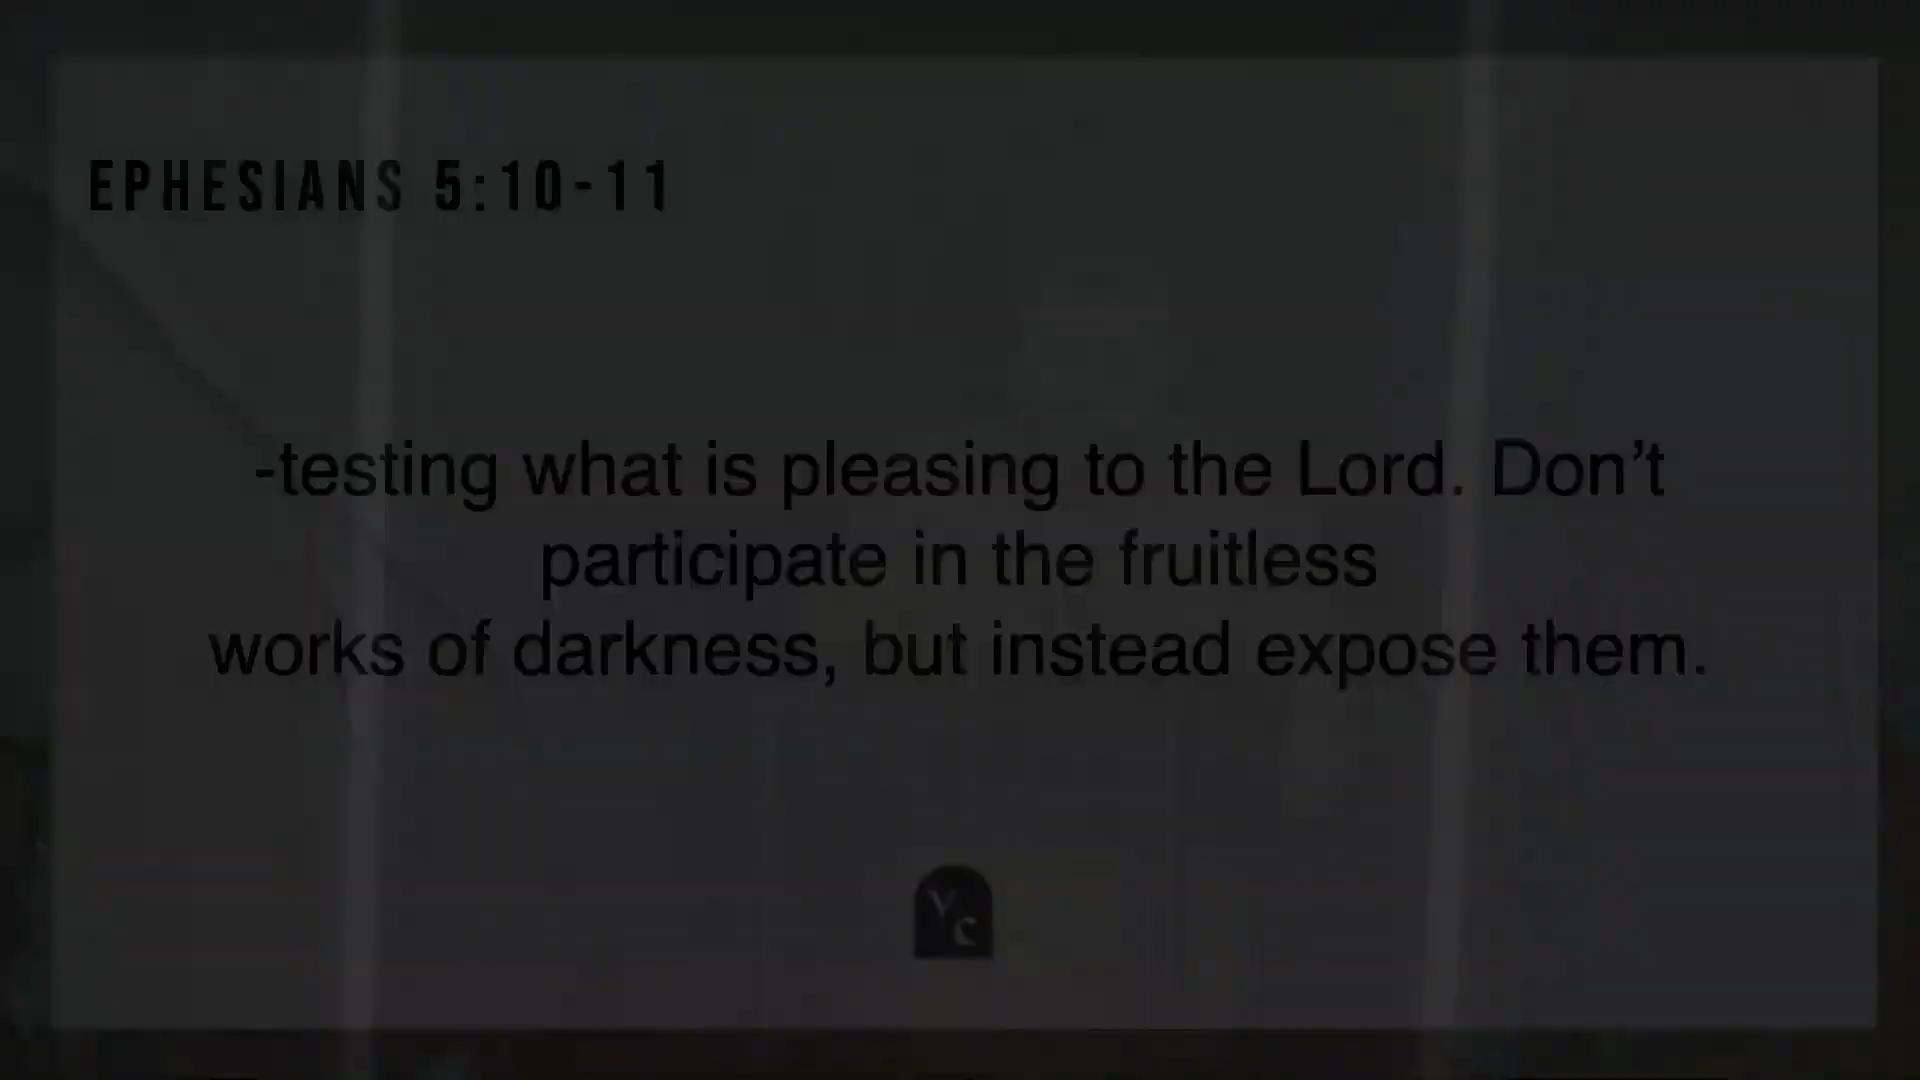 EPHESIANS 5:10-11
-testing what is pleasing to the Lord. Don’t
participate in the fruitless
works of darkness, but instead expose them.
YC